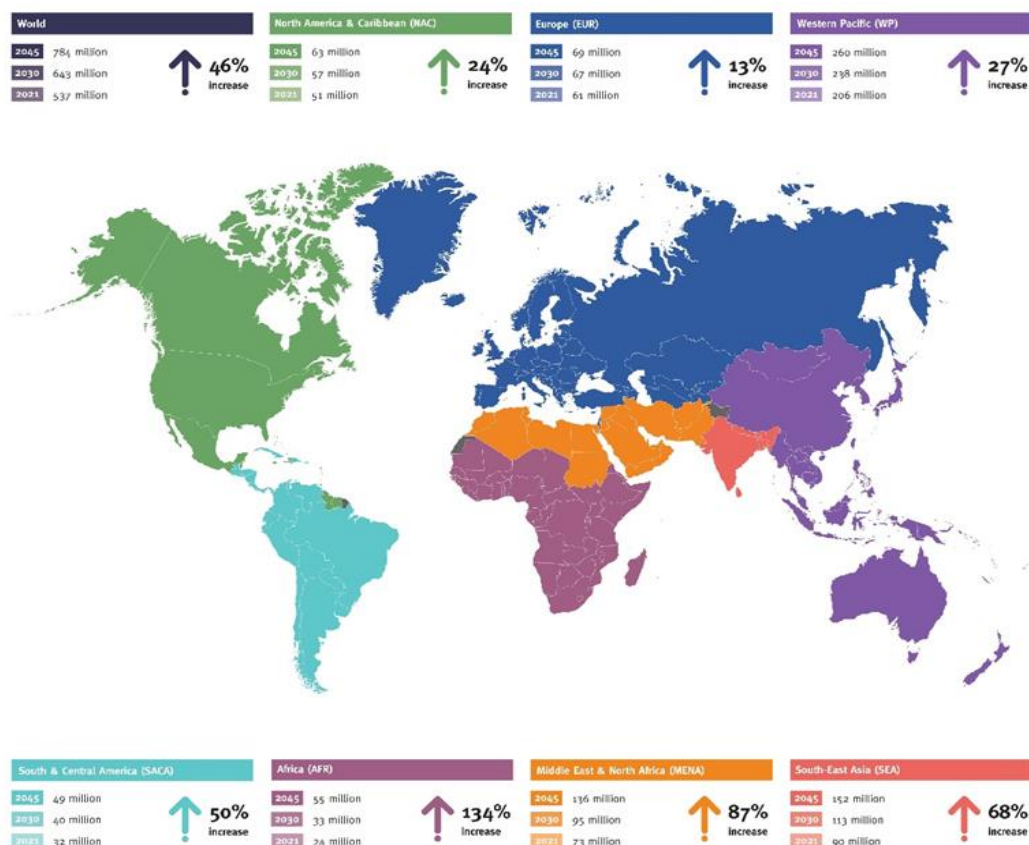 World
2045 784 million
2030 643 million
2021 537 million
46%
increase
North America & Caribbean (NAC)
2045 63 million
2030 57 million
2021 51 million
24%
increase
Europe (EUR)
2045 69 million
2030 67 million
2021 61 million
13%
increase
Western Pacific (WP)
2045 260 million
2030 238 million
2021 206 million
27%
increase
South & Central America (SACA)
2045 49 million
2030 40 million
2021 32 million
50%
increase
Africa (AFR)
2045 55 million
2030 33 million
2021 24 million
134%
increase
Middle East & North Africa (MENA)
2045 136 million
2030 95 million
2021 73 million
87%
increase
South-East Asia (SEA)
2045 152 million
2030 113 million
2021 90 million
68%
increase